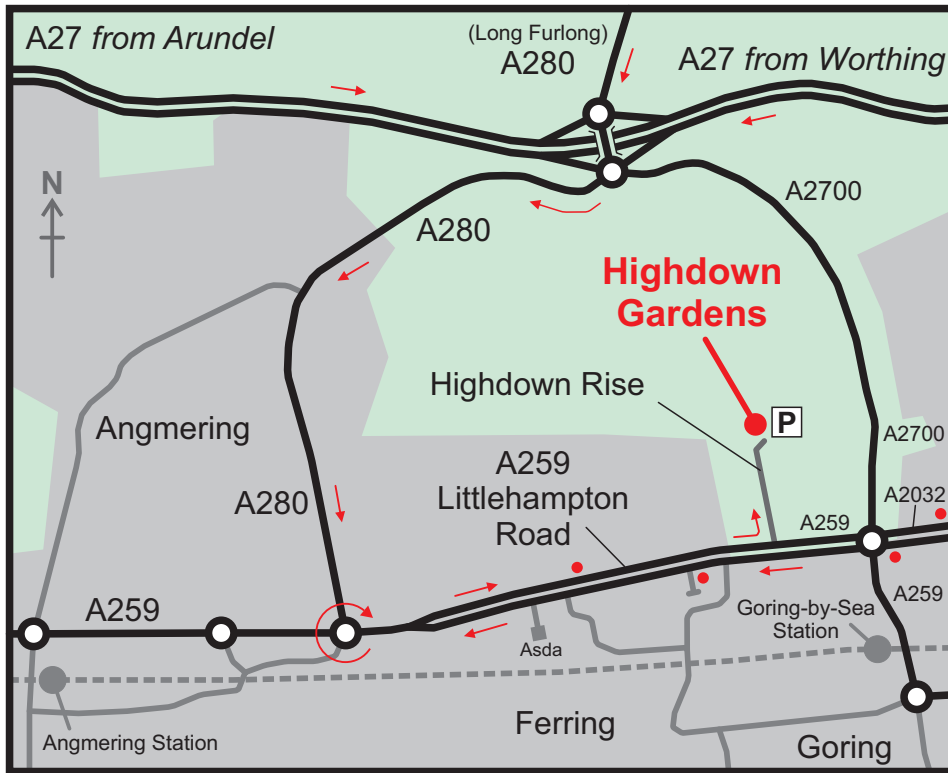 A27 from Arundel
(Long Furlong)
A280
A27 from Worthing
N
A280
A2700
Highdown
Gardens
Highdown Rise
P
Angmering
A2700
A259
Littlehampton
Road
A280
A2032
A259
A259
A259
Goring-by-Sea
Station
Asda
Angmering Station
Ferring
Goring